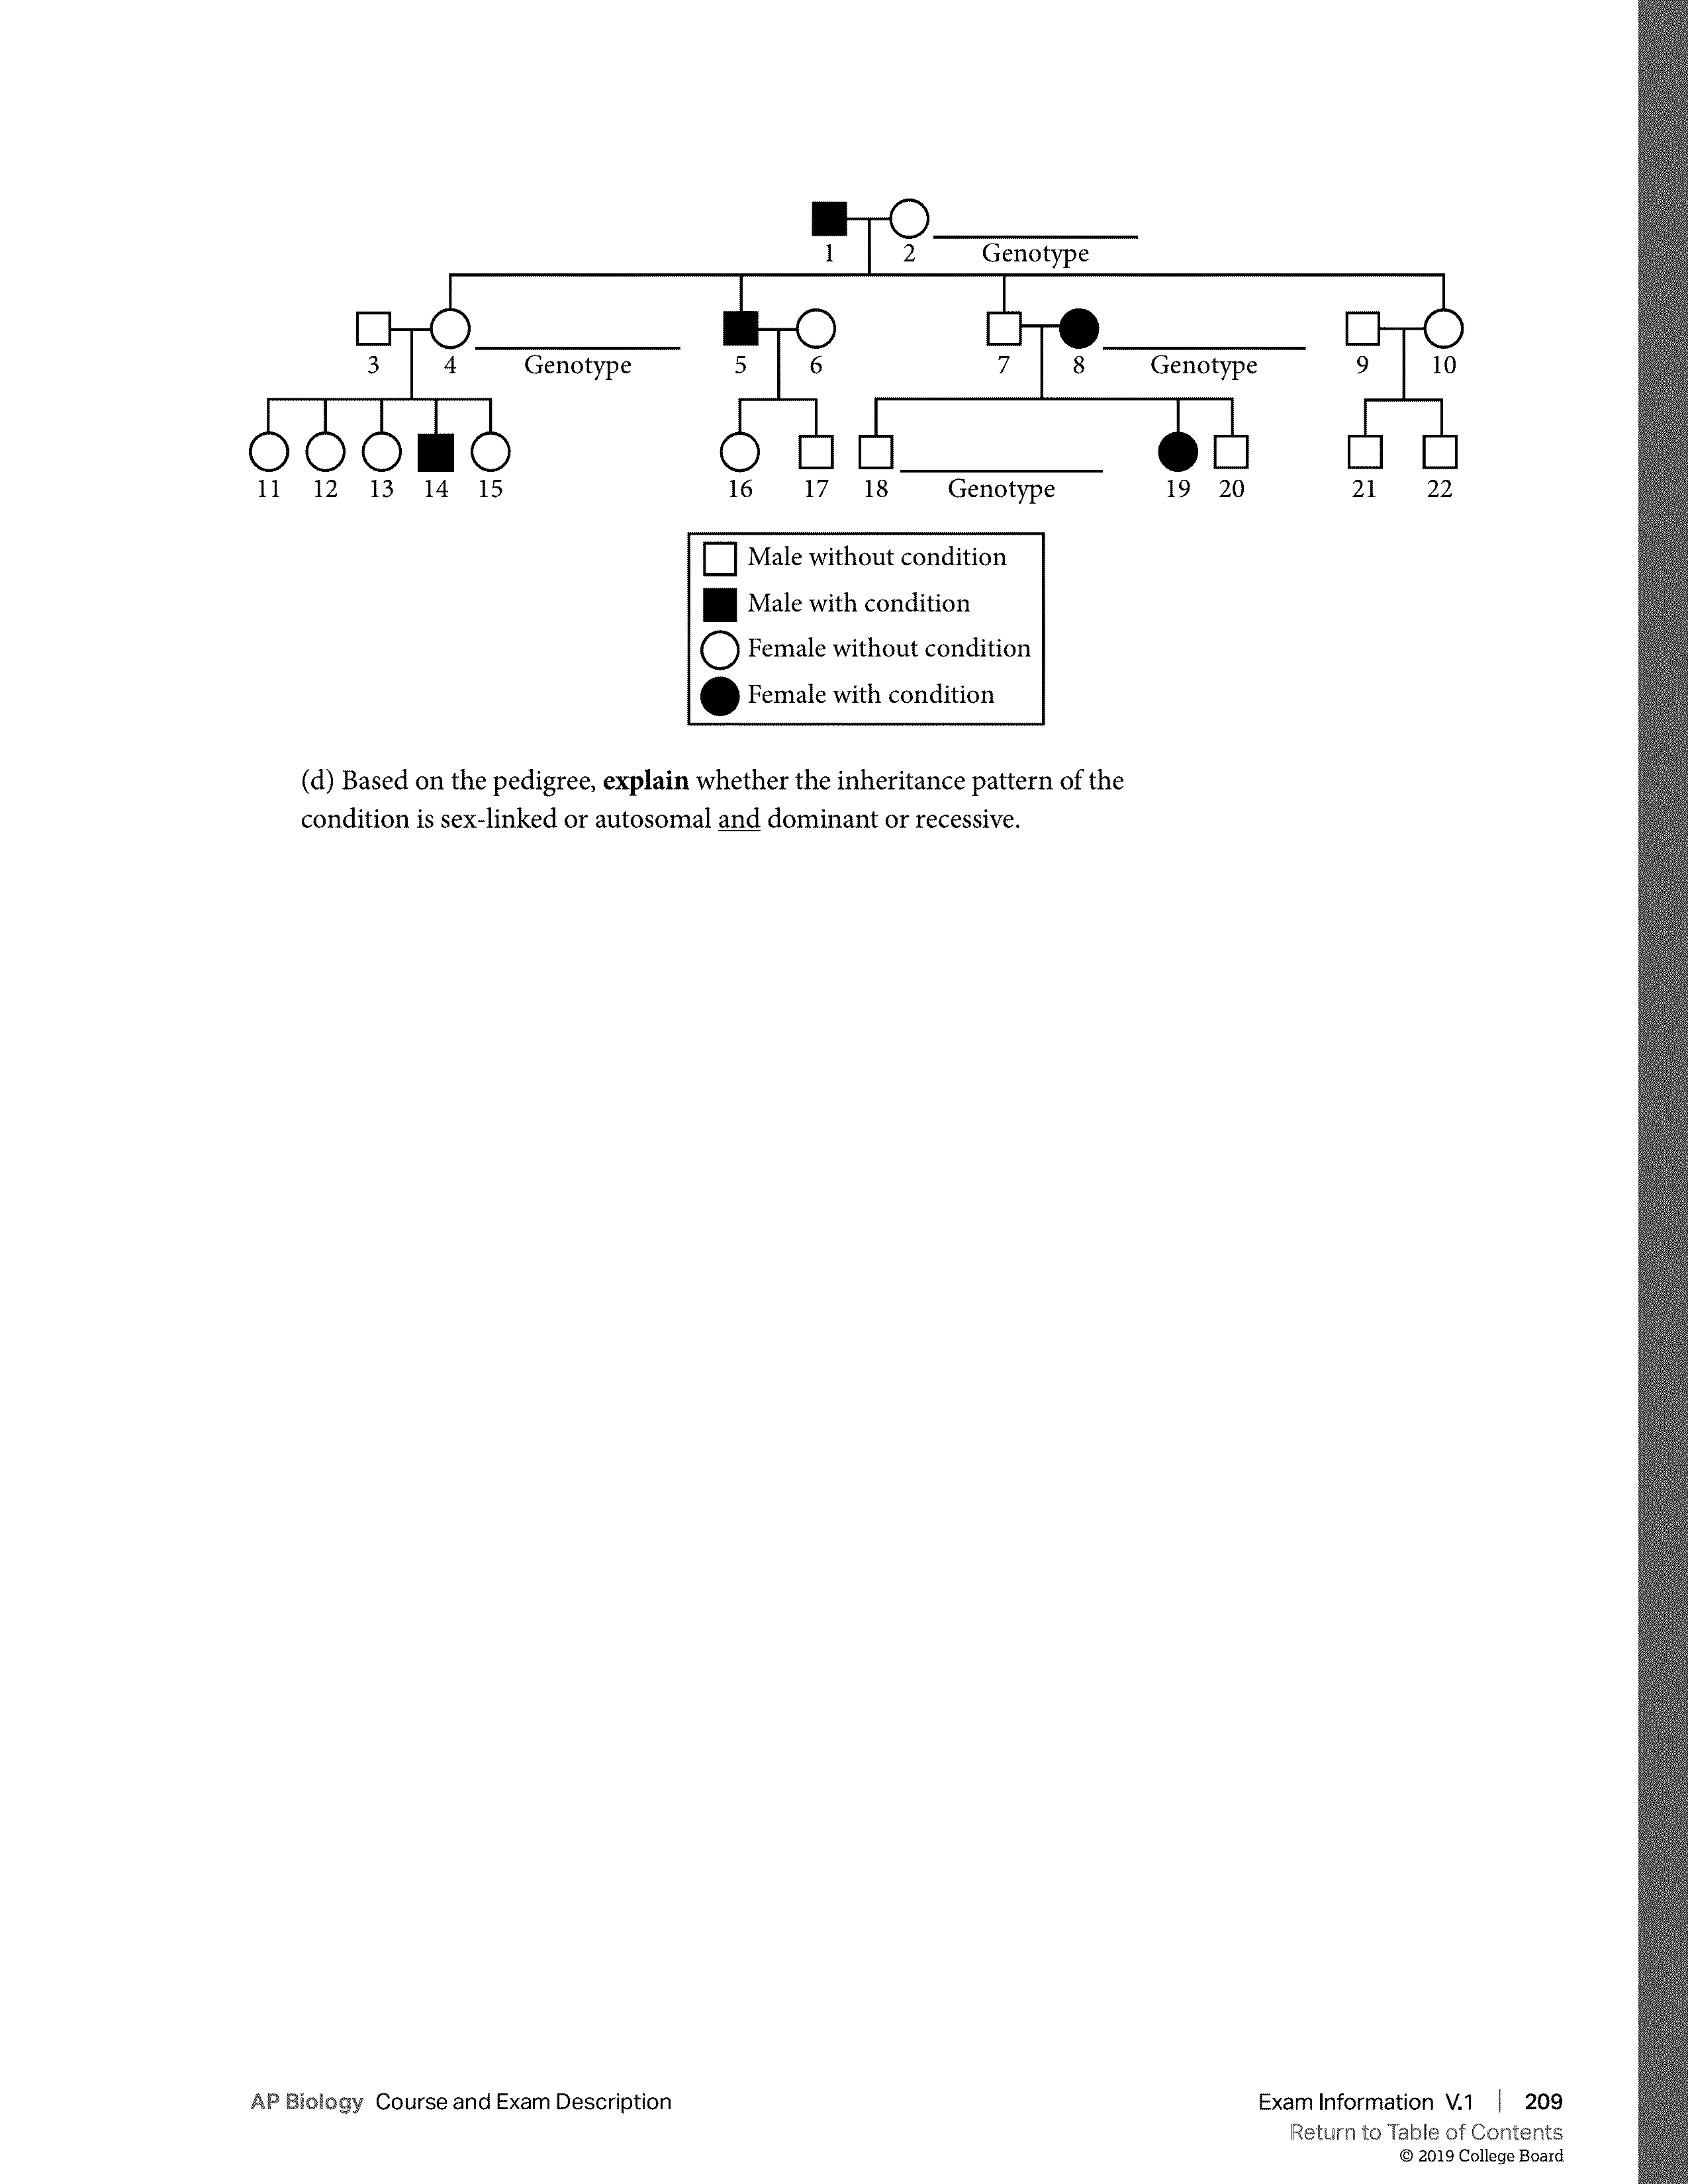 1 2 Genotype
3 4 Genotype 5 6 7 8 Genotype 9 10
11 12 13 14 15 16 17 18 Genotype 19 20 21 22
Male without condition
Male with condition
Female without condition
Female with condition
(d) Based on the pedigree, explain whether the inheritance pattern of the
condition is sex-linked or autosomal and dominant or recessive.
AP Biology Course and Exam Description
Exam Information V.1 | 209
Return to Table of Contents
© 2019 College Board